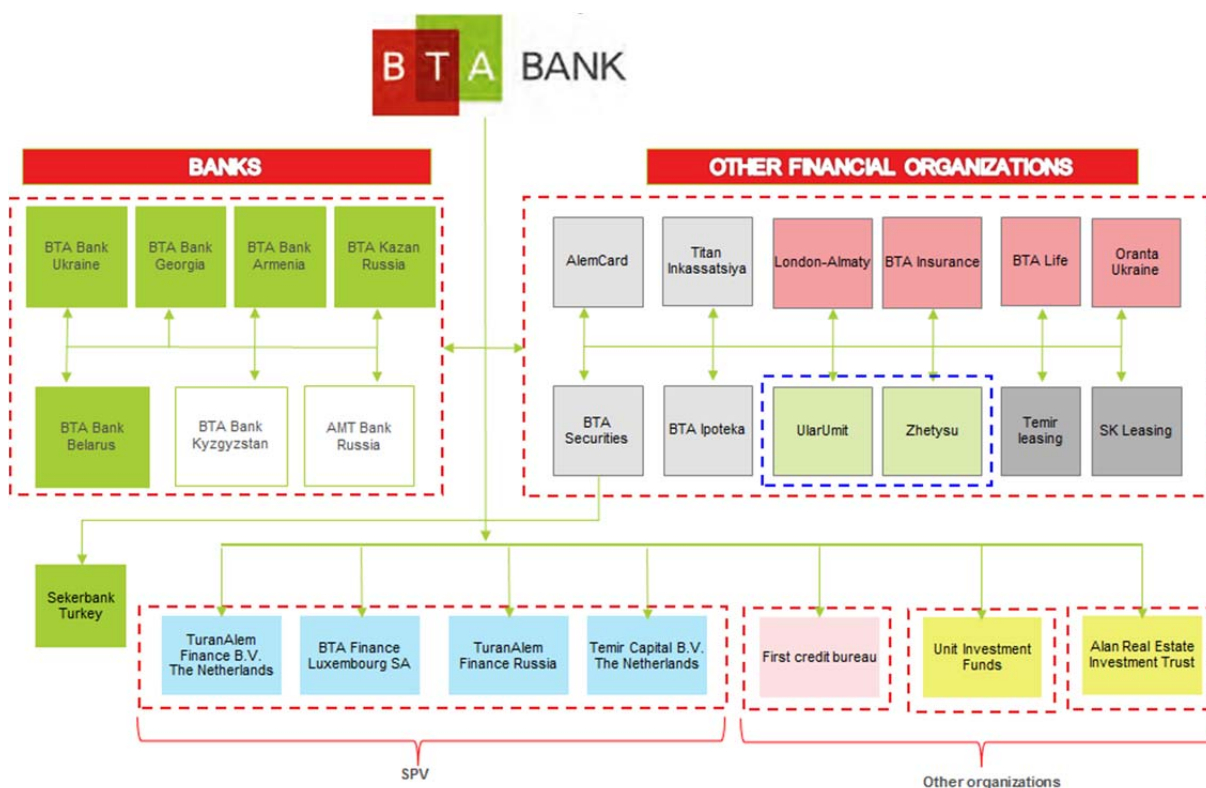 B T A BANK
BANKS
OTHER FINANCIAL ORGANIZATIONS
BTA Bank
Ukraine
BTA Bank
Georgia
BTA Bank
Armenia
BTA Kazan
Russia
BTA Bank
Belarus
BTA Bank
Kyzgyzstan
AMT Bank
Russia
AlemCard
Titan
Inkassatsiya
London-Almaty
BTA Insurance
BTA Life
Oranta
Ukraine
BTA
Securities
BTA Ipoteka
UlarUmit
Zhetysu
Temir
leasing
SK Leasing
Sekerbank
Turkey
TuranAlem
Finance B.V.
The Netherlands
BTA Finance
Luxembourg SA
TuranAlem
Finance Russia
Temir Capital B.V.
The Netherlands
First credit bureau
Unit Investment
Funds
Alan Real Estate
Investment Trust
SPV
Other organizations